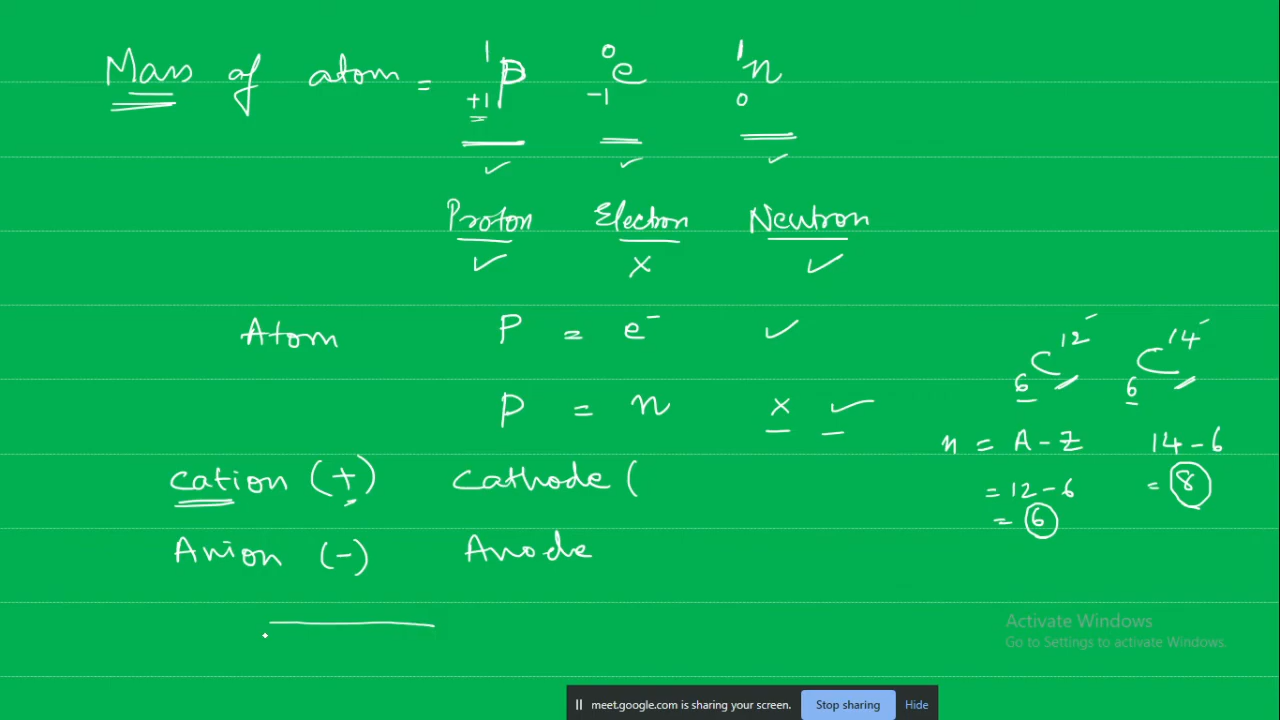 Mass of atom = ¹₊₁P ⁰₋₁e ¹₀n
Proton Electron Neutron
✓ × ✓
Atom P = e⁻ ✓
P = n × ✓
₆C¹² ₆C¹⁴
n = A - Z 14 - 6
= 12 - 6 = 8
= 6
cation (+) Cathode (
Anion (-) Anode
Activate Windows
Go to Settings to activate Windows.
meet.google.com is sharing your screen. Stop sharing Hide